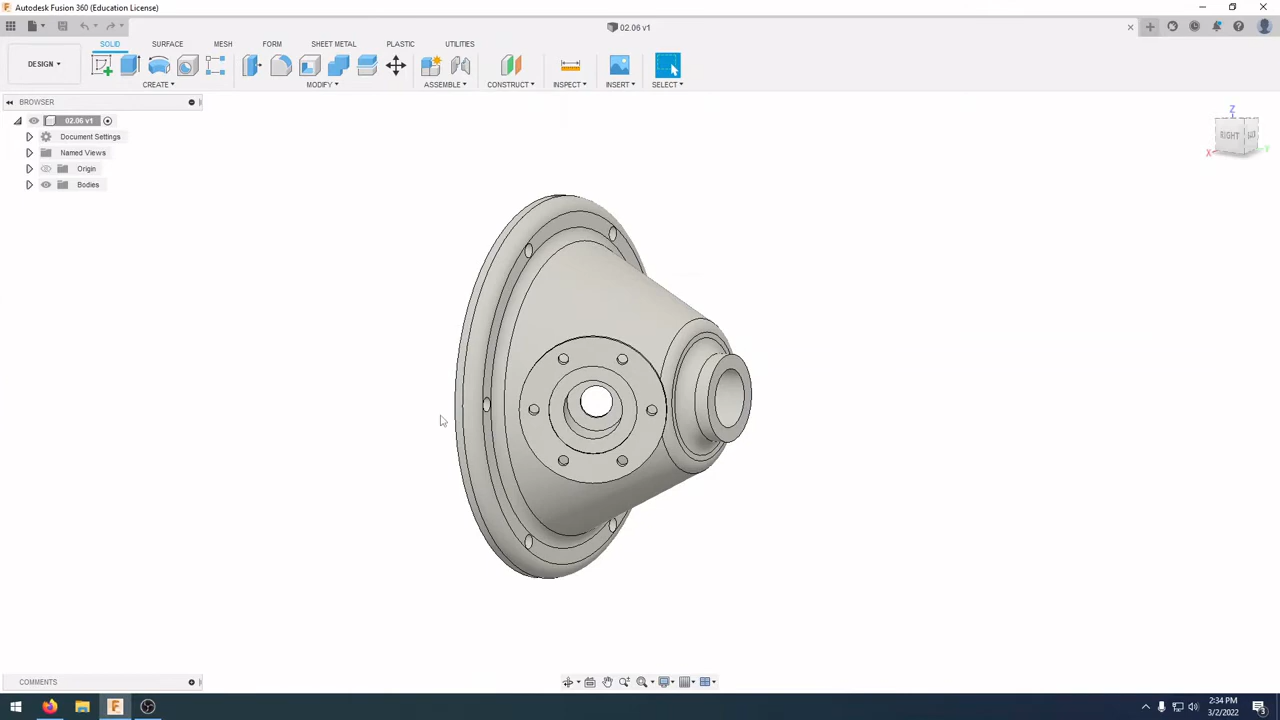 Autodesk Fusion 360 (Education License)
02.06 v1
DESIGN
SOLID SURFACE MESH FORM SHEET METAL PLASTIC UTILITIES
CREATE MODIFY ASSEMBLE CONSTRUCT INSPECT INSERT SELECT
BROWSER
02.06 v1
Document Settings
Named Views
Origin
Bodies
Z
RIGHT
X
Y
COMMENTS
2:34 PM
3/2/2022
3